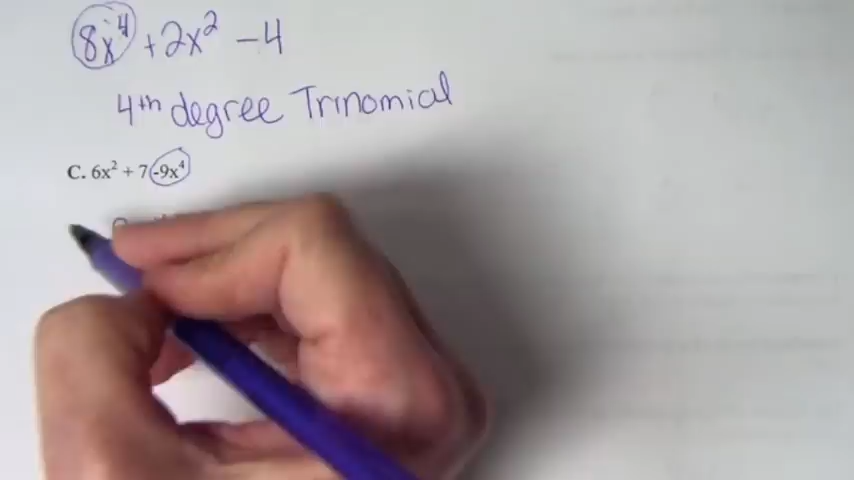 8x⁴ + 2x² - 4
4th degree Trinomial
C. 6x² + 7 -9x⁴